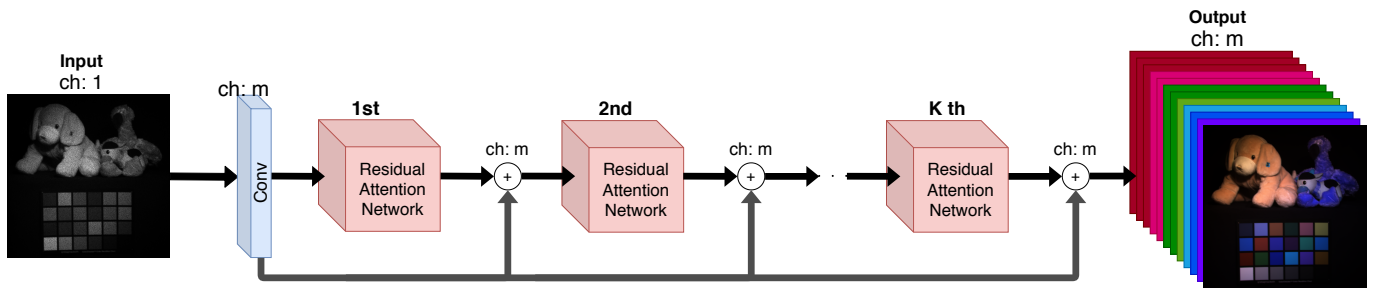 Input
ch: 1
ch: m
Conv
1st
Residual
Attention
Network
ch: m
+
2nd
Residual
Attention
Network
ch: m
+
. .
K th
Residual
Attention
Network
ch: m
+
Output
ch: m